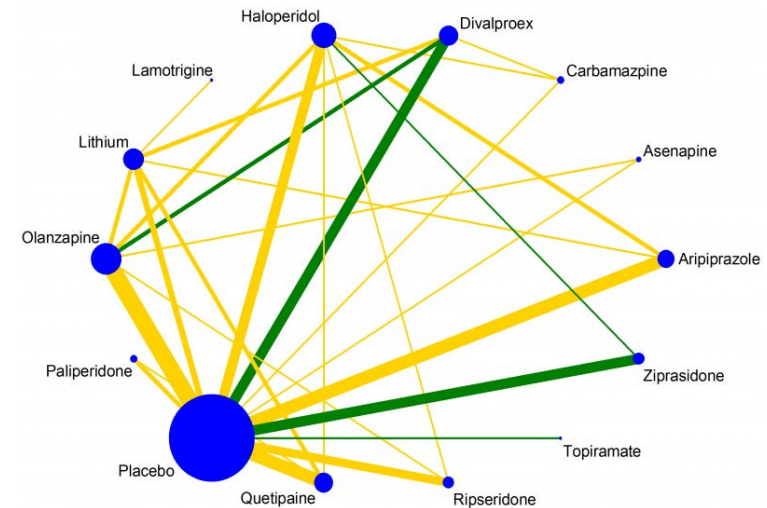 Haloperidol
Divalproex
Lamotrigine
Carbamazpine
Lithium
Asenapine
Olanzapine
Aripiprazole
Paliperidone
Ziprasidone
Placebo
Topiramate
Quetipaine
Ripseridone